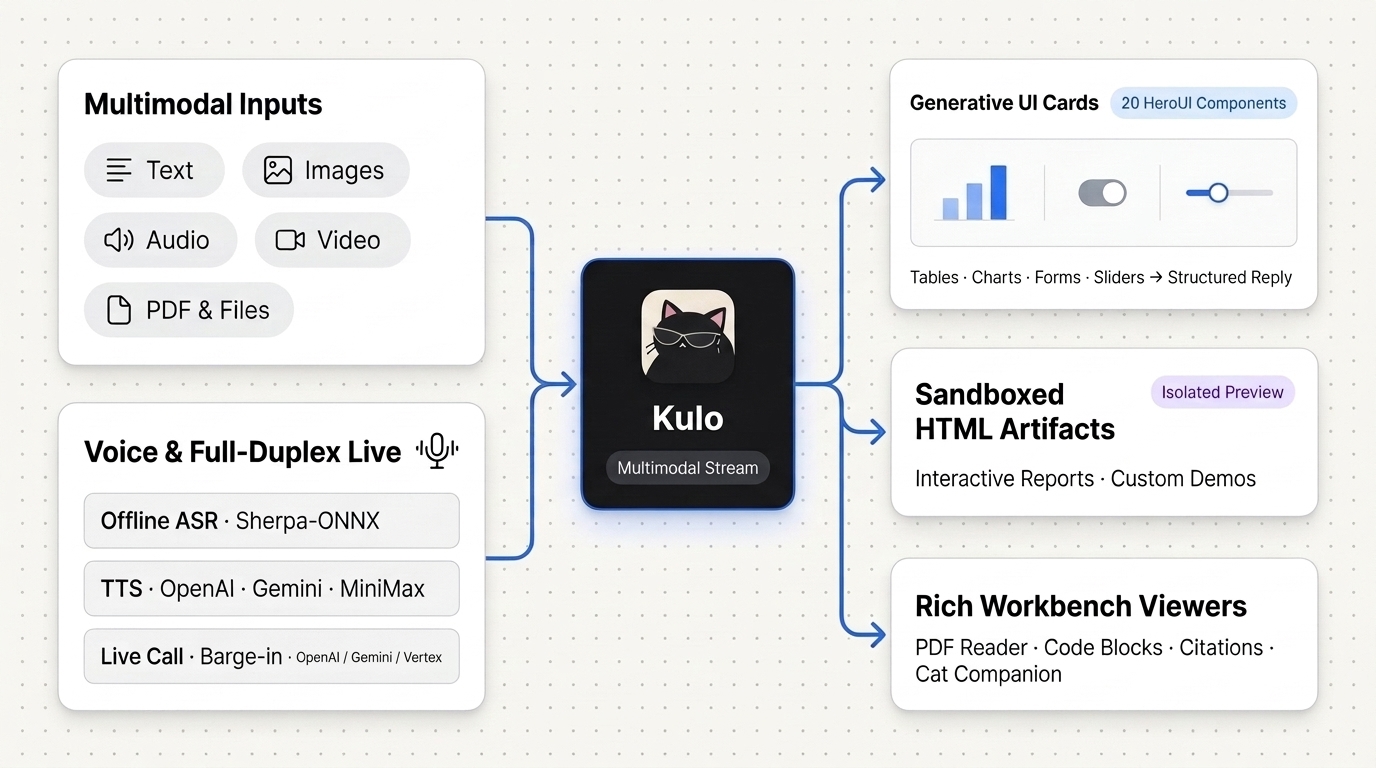 Multimodal Inputs
Text
Images
Audio
Video
PDF & Files
Voice & Full-Duplex Live
Offline ASR · Sherpa-ONNX
TTS · OpenAI · Gemini · MiniMax
Live Call · Barge-in · OpenAI / Gemini / Vertex
Kulo
Multimodal Stream
Generative UI Cards
20 HeroUI Components
Tables · Charts · Forms · Sliders → Structured Reply
Sandboxed
HTML Artifacts
Isolated Preview
Interactive Reports · Custom Demos
Rich Workbench Viewers
PDF Reader · Code Blocks · Citations ·
Cat Companion